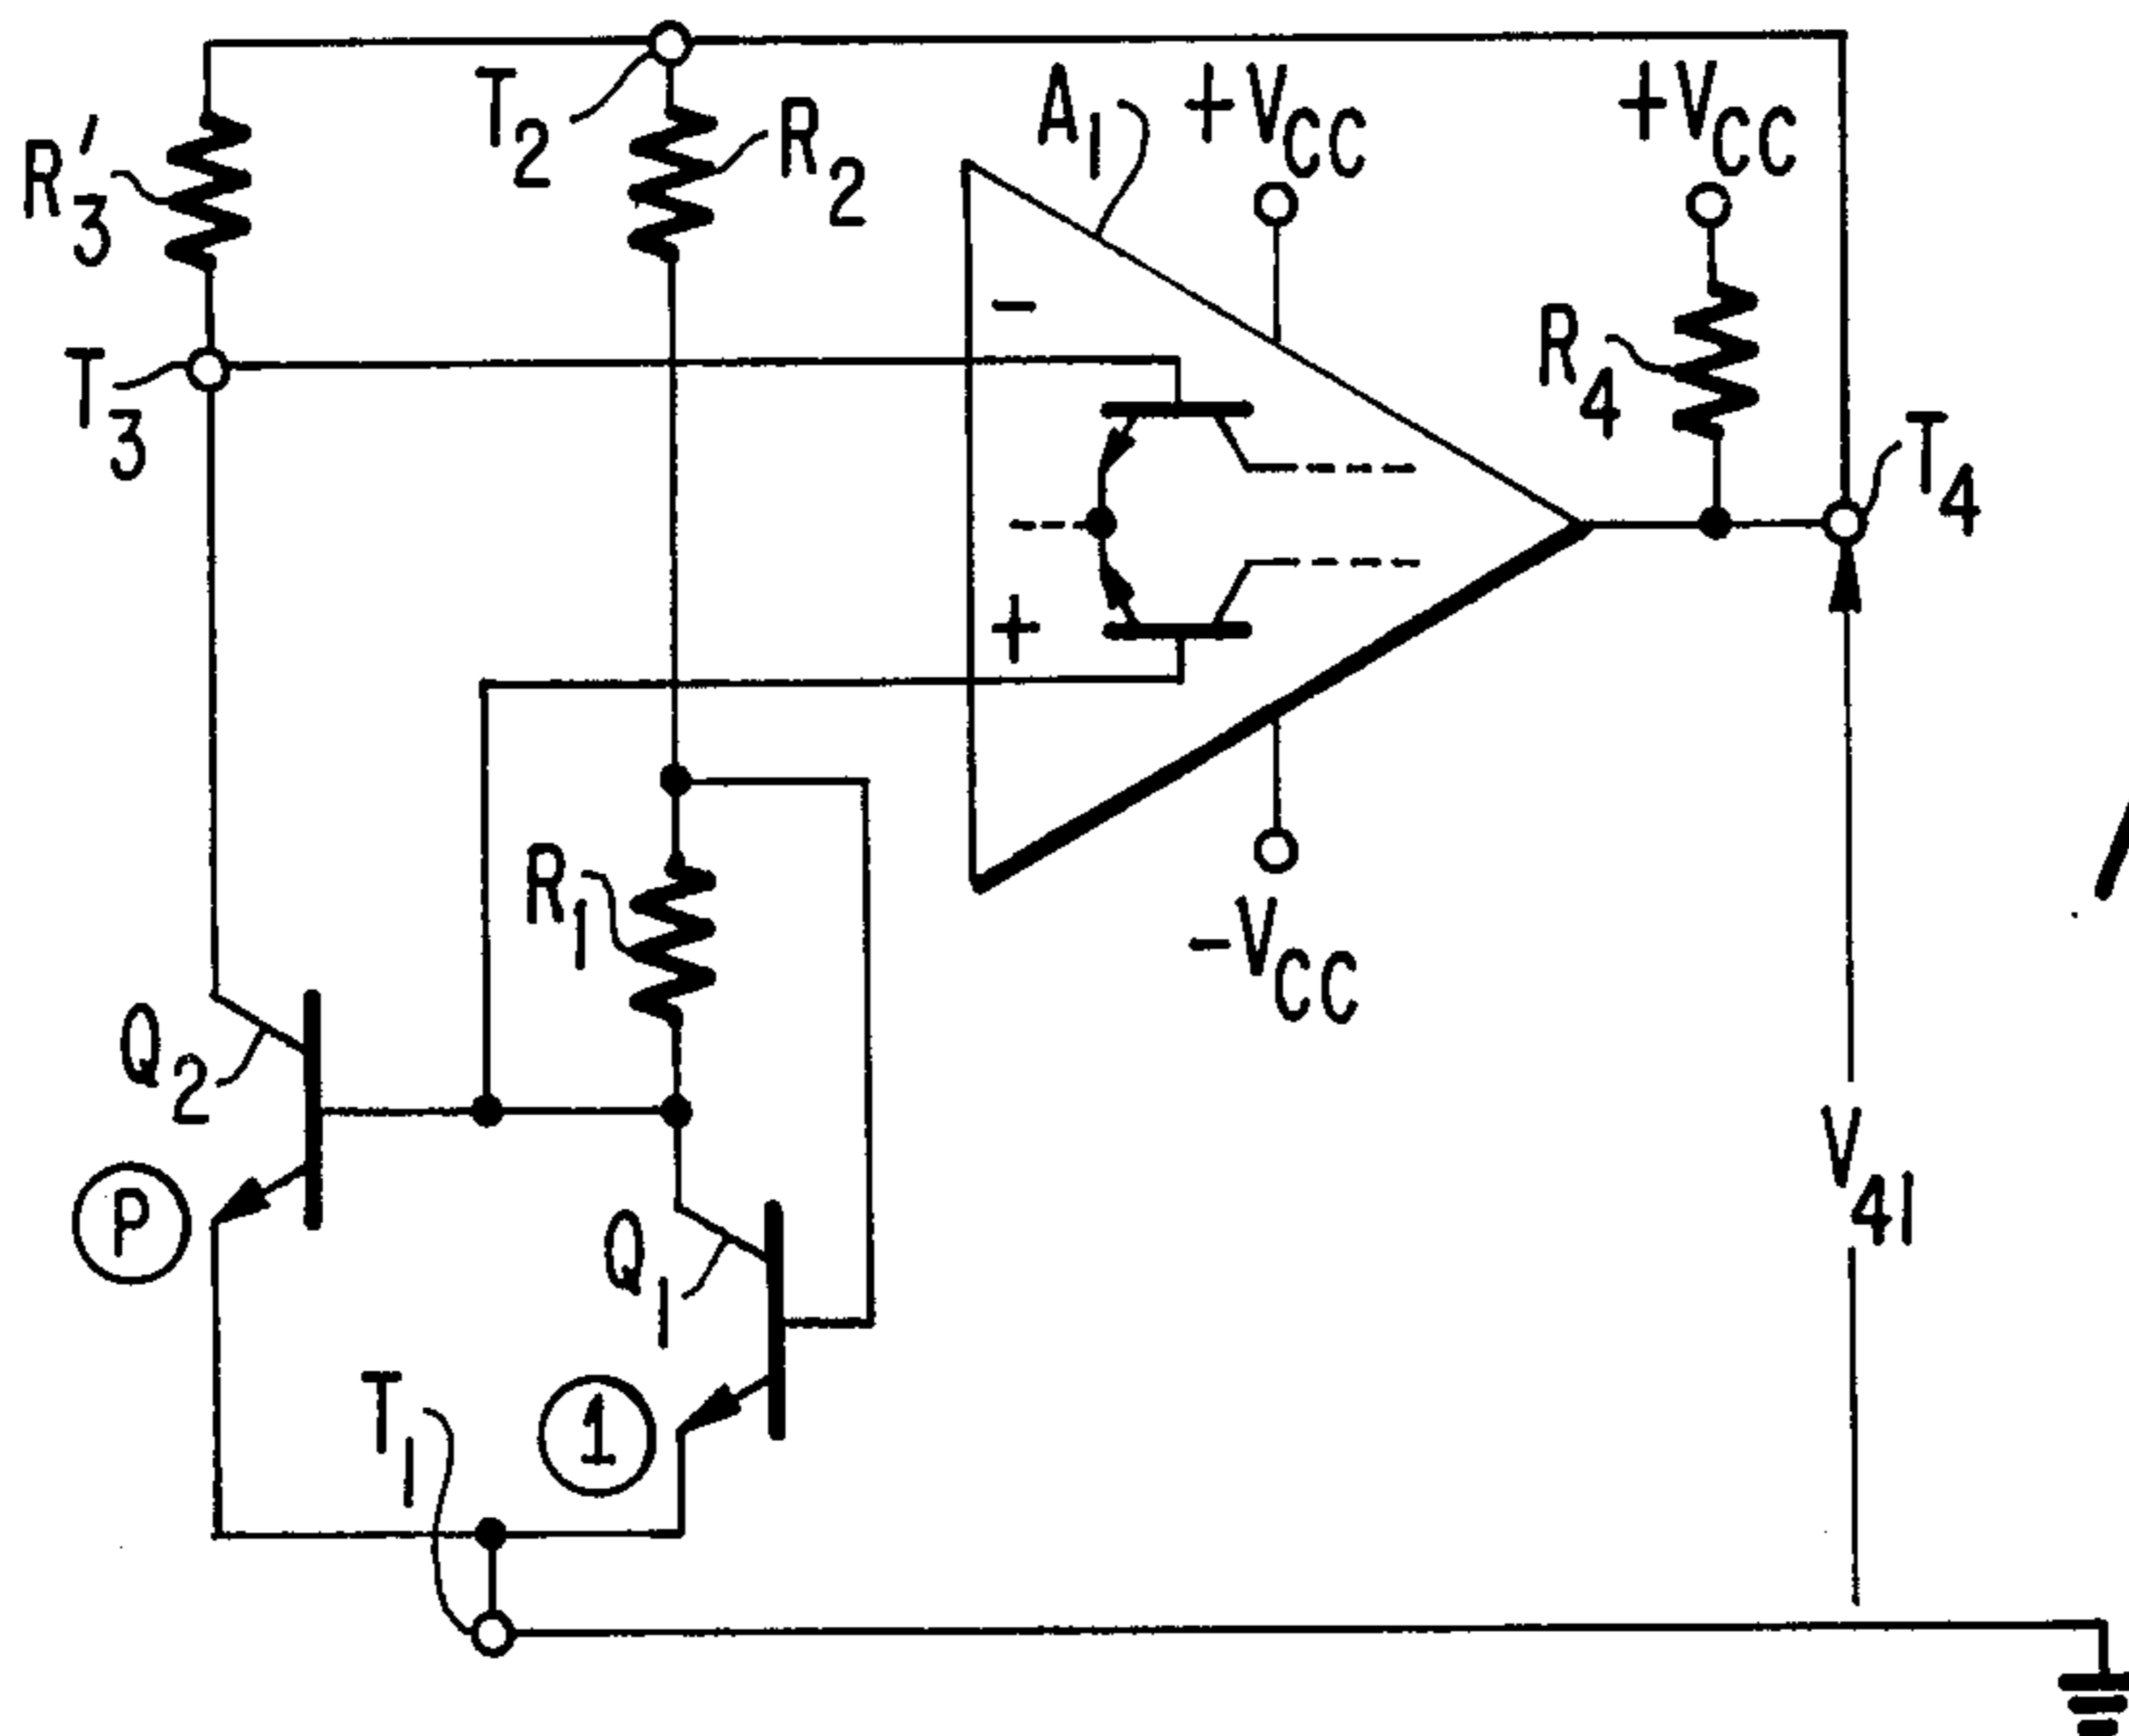 T2
R2
A1
+VCC
+VCC
R'3
T3
-
R4
T4
+
R1
-VCC
Q2
V41
P
Q1
T1
1